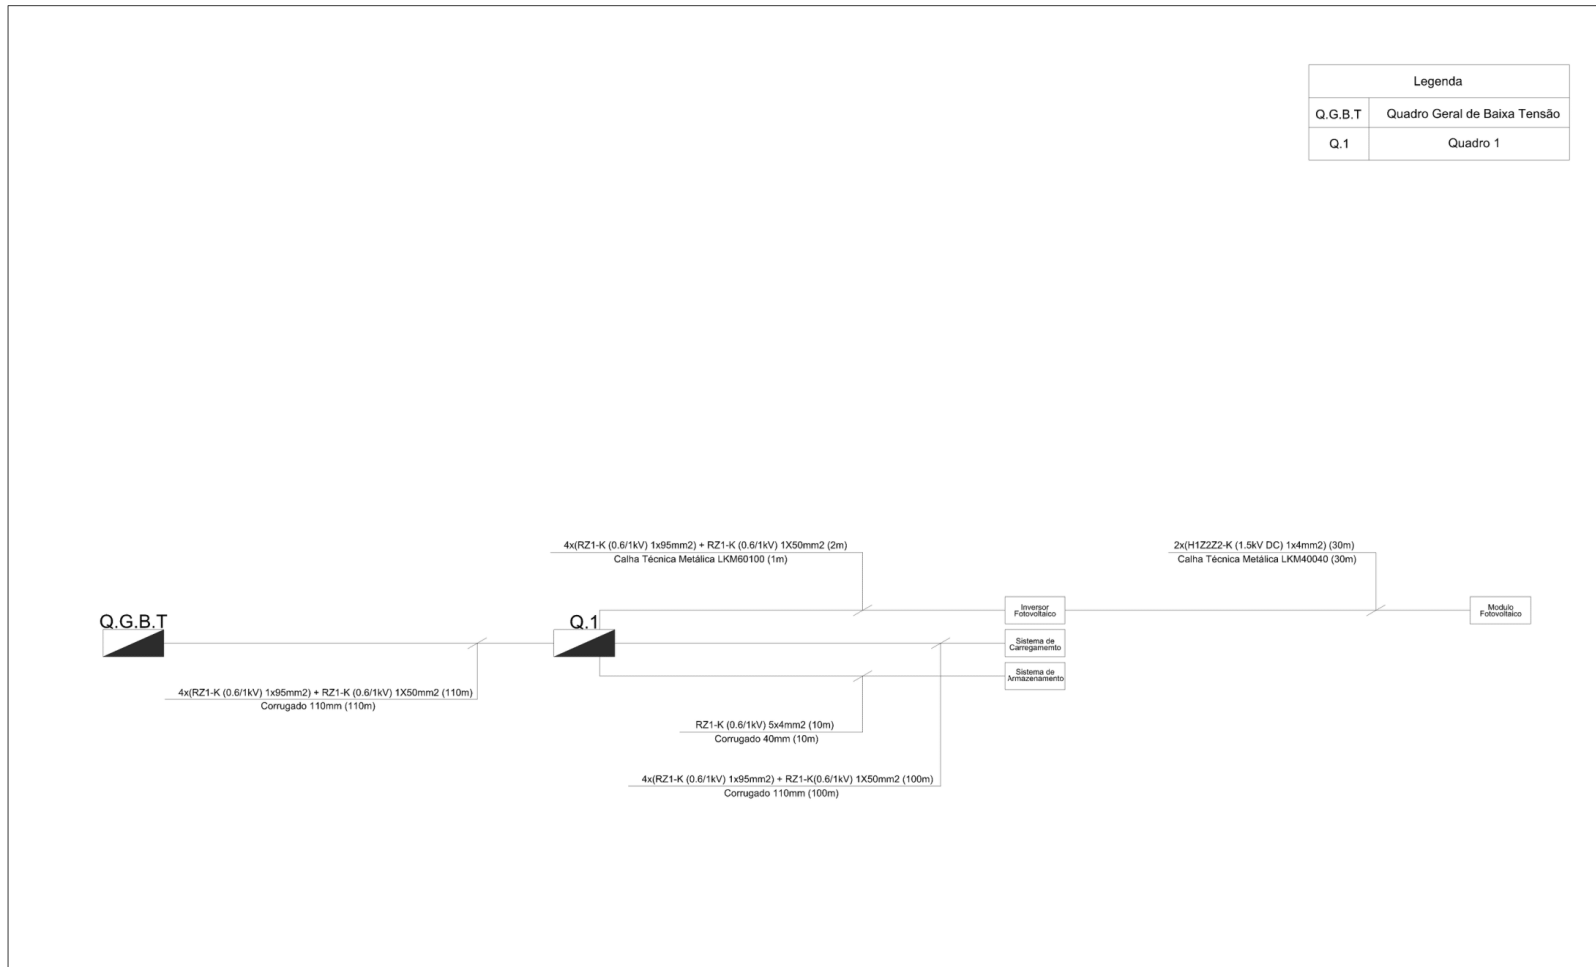 Legenda
Q.G.B.T Quadro Geral de Baixa Tensão
Q.1 Quadro 1
4x(RZ1-K (0.6/1kV) 1x95mm2) + RZ1-K (0.6/1kV) 1X50mm2 (2m)
Calha Técnica Metálica LKM60100 (1m)
2x(H1Z2Z2-K (1.5kV DC) 1x4mm2) (30m)
Calha Técnica Metálica LKM40040 (30m)
Inversor
Fotovoltaico
Modulo
Fotovoltaico
Q.G.B.T
Q.1
Sistema de
Carregamemto
Sistema de
Armazenamento
4x(RZ1-K (0.6/1kV) 1x95mm2) + RZ1-K (0.6/1kV) 1X50mm2 (110m)
Corrugado 110mm (110m)
RZ1-K (0.6/1kV) 5x4mm2 (10m)
Corrugado 40mm (10m)
4x(RZ1-K (0.6/1kV) 1x95mm2) + RZ1-K(0.6/1kV) 1X50mm2 (100m)
Corrugado 110mm (100m)